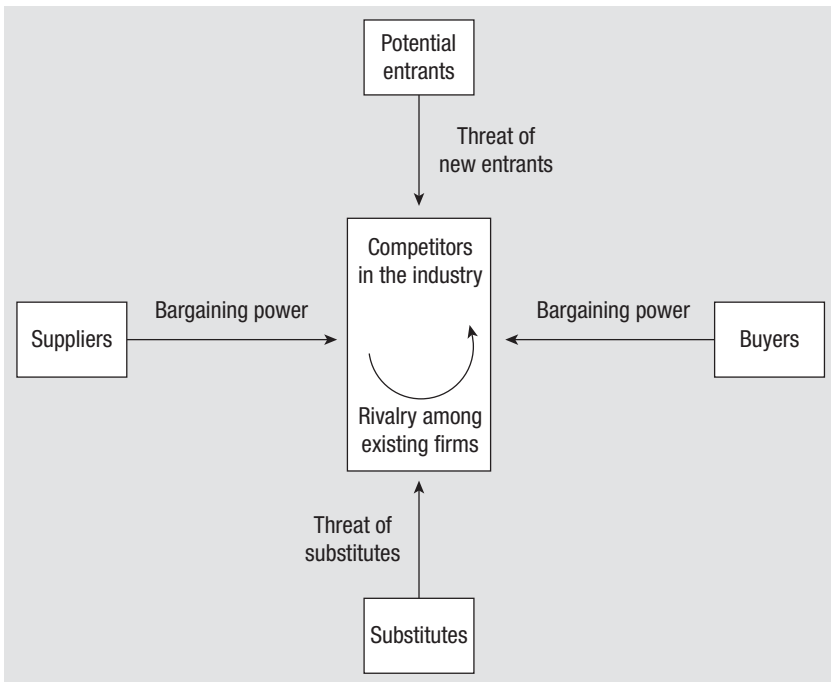 Potential
entrants
Threat of
new entrants
Competitors
in the industry
Bargaining power
Bargaining power
Suppliers
Buyers
Rivalry among
existing firms
Threat of
substitutes
Substitutes